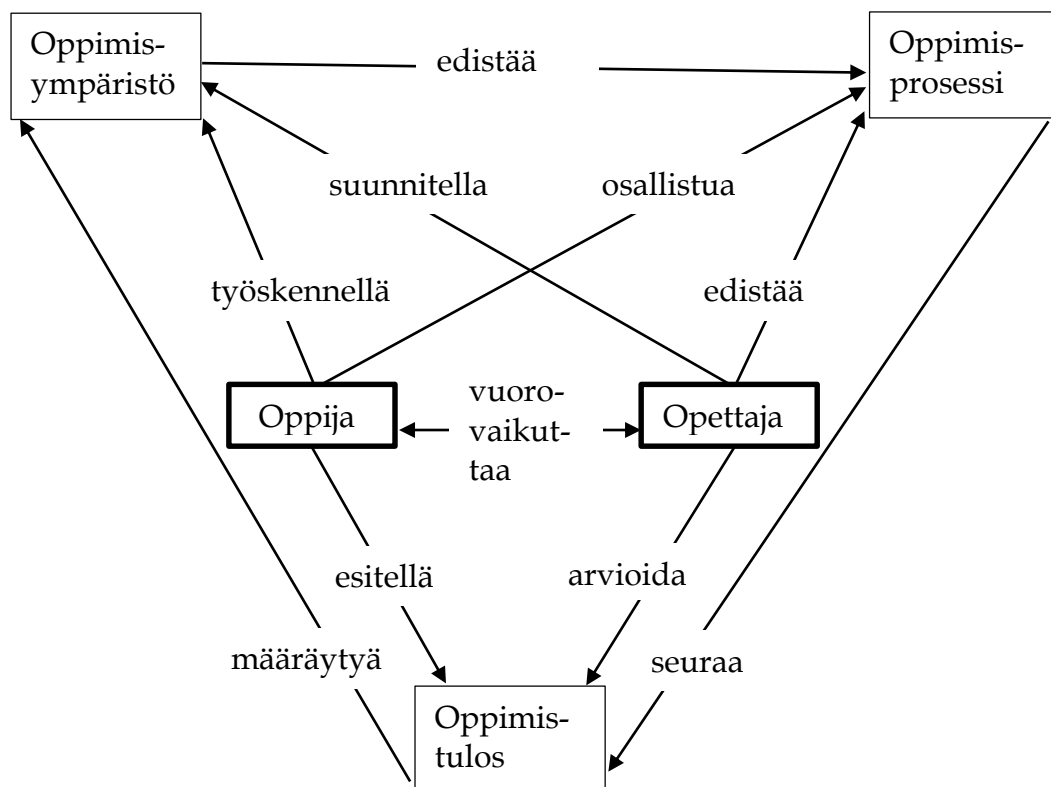 Oppimis-
ympäristö
edistää
Oppimis-
prosessi
suunnitella
osallistua
työskennellä
edistää
Oppija
vuoro-
vaikut-
taa
Opettaja
esitellä
arvioida
määräytyä
seuraa
Oppimis-
tulos